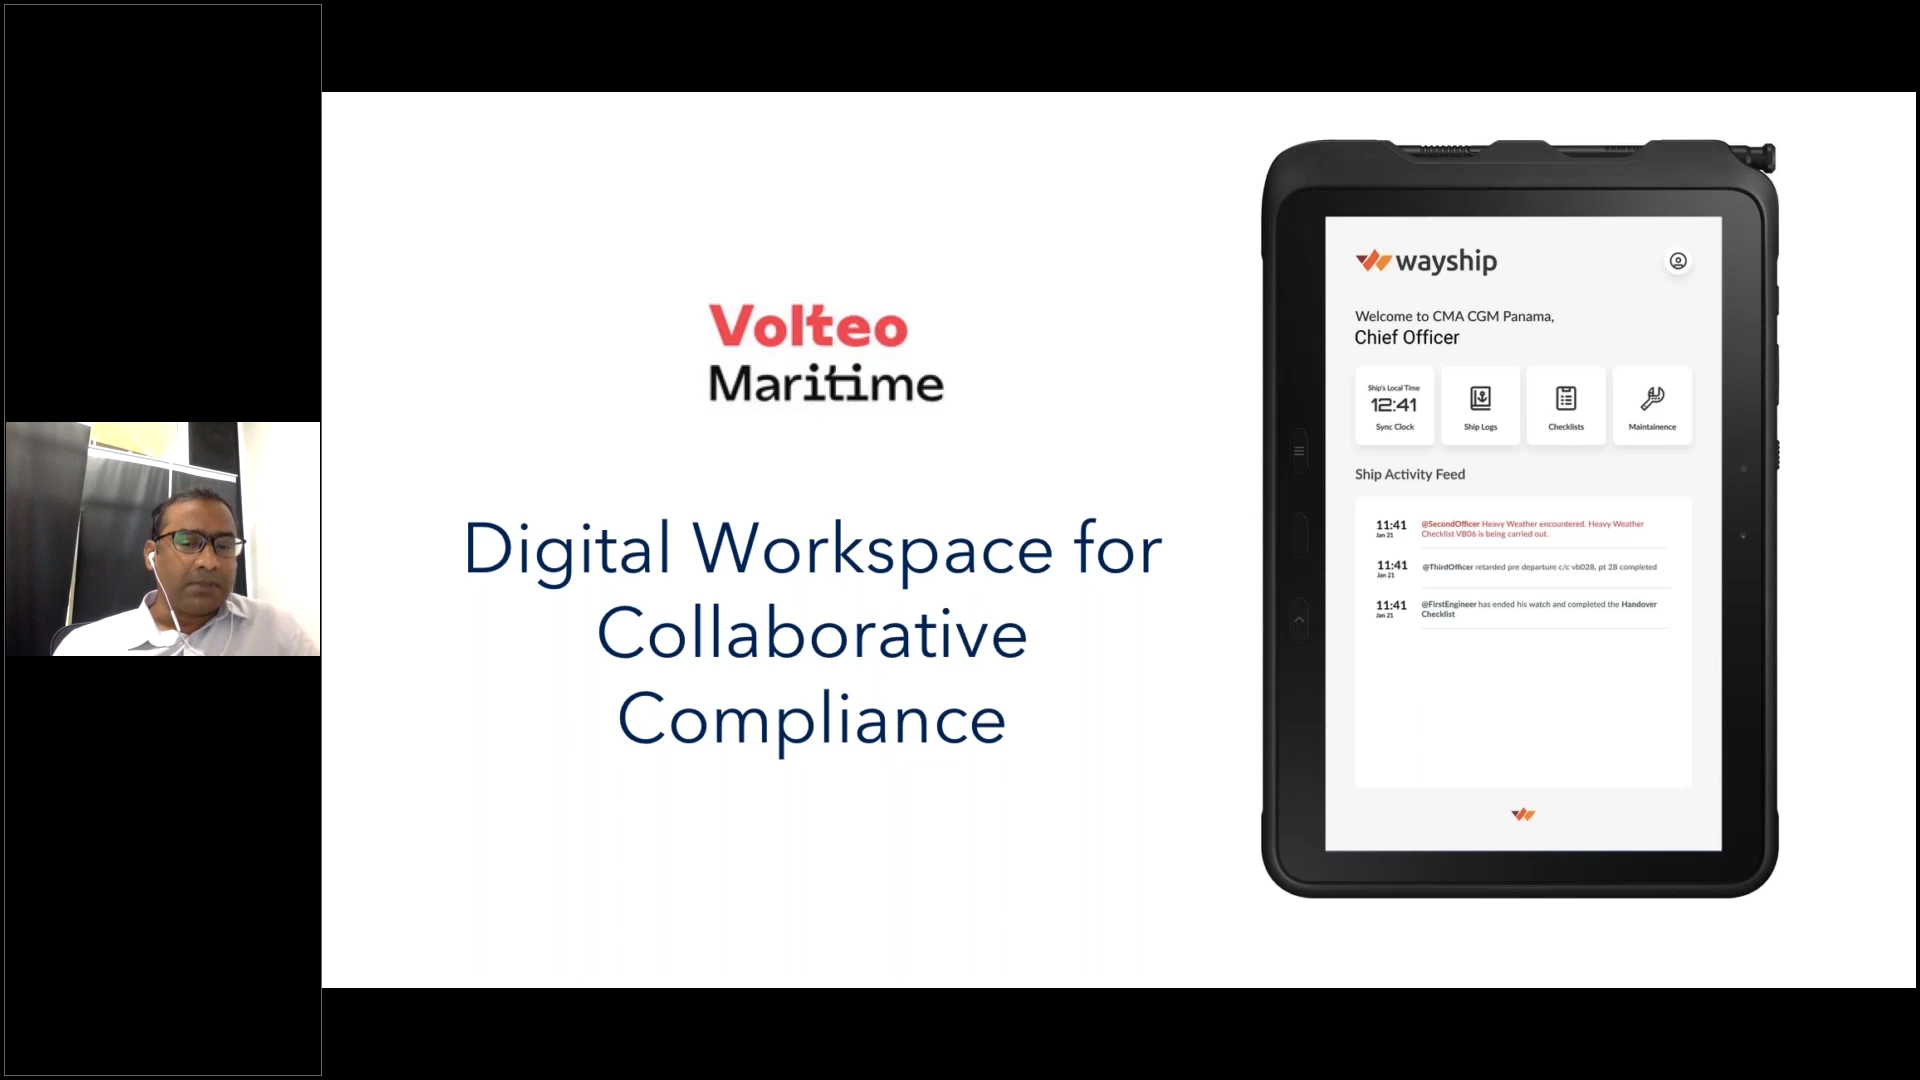 Volteo
Maritime
Digital Workspace for
Collaborative
Compliance
wayship
Welcome to CMA CGM Panama,
Chief Officer
Ship's Local Time
12:41
Sync Clock
Ship Logs
Checklists
Maintainence
Ship Activity Feed
11:41
Jan 21
@SecondOfficer Heavy Weather encountered. Heavy Weather
Checklist VB06 is being carried out.
11:41
Jan 21
@ThirdOfficer retarded pre departure c/c vb028, pt 28 completed
11:41
Jan 21
@FirstEngineer has ended his watch and completed the Handover
Checklist